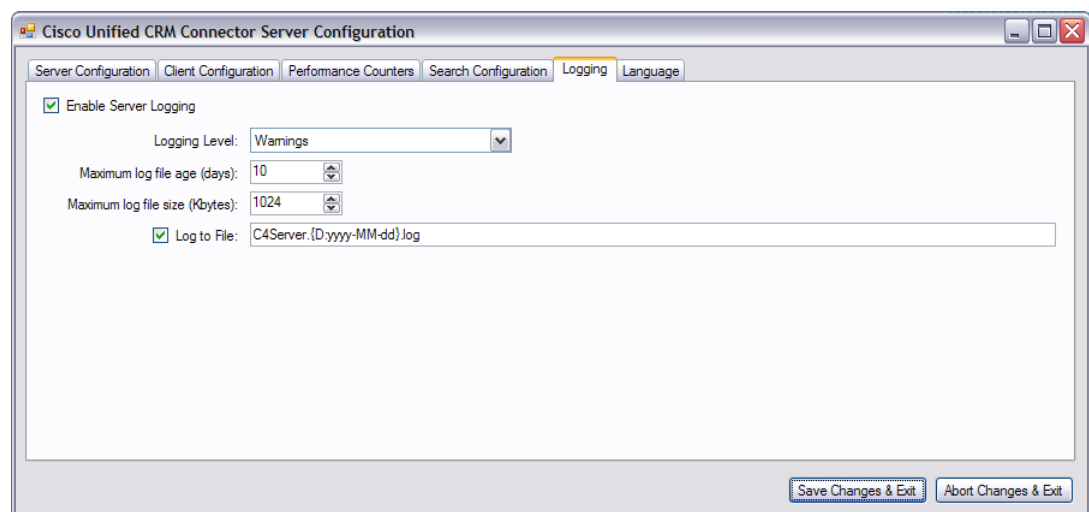 Cisco Unified CRM Connector Server Configuration
Server Configuration Client Configuration Performance Counters Search Configuration Logging Language
Enable Server Logging
Logging Level: Warnings
Maximum log file age (days): 10
Maximum log file size (Kbytes): 1024
Log to File: C4Server.{D:yyyy-MM-dd}.log
Save Changes & Exit Abort Changes & Exit